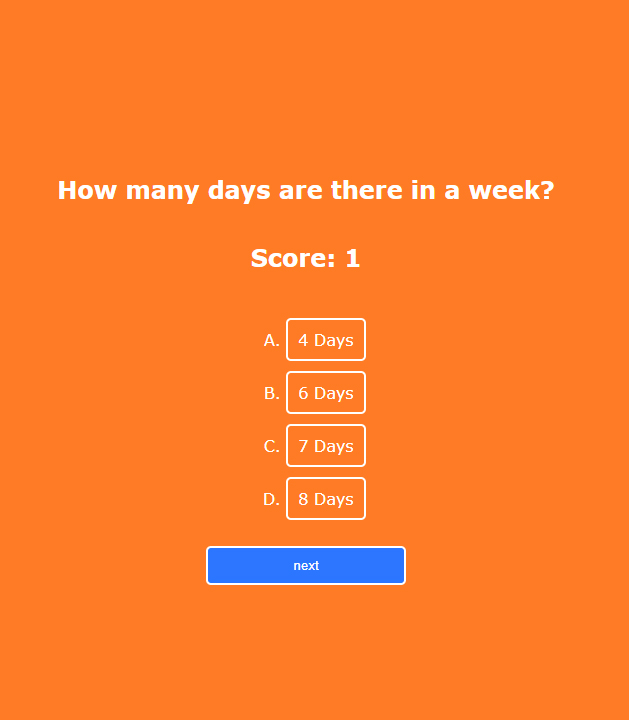 How many days are there in a week?
Score: 1
A. 4 Days
B. 6 Days
C. 7 Days
D. 8 Days
next